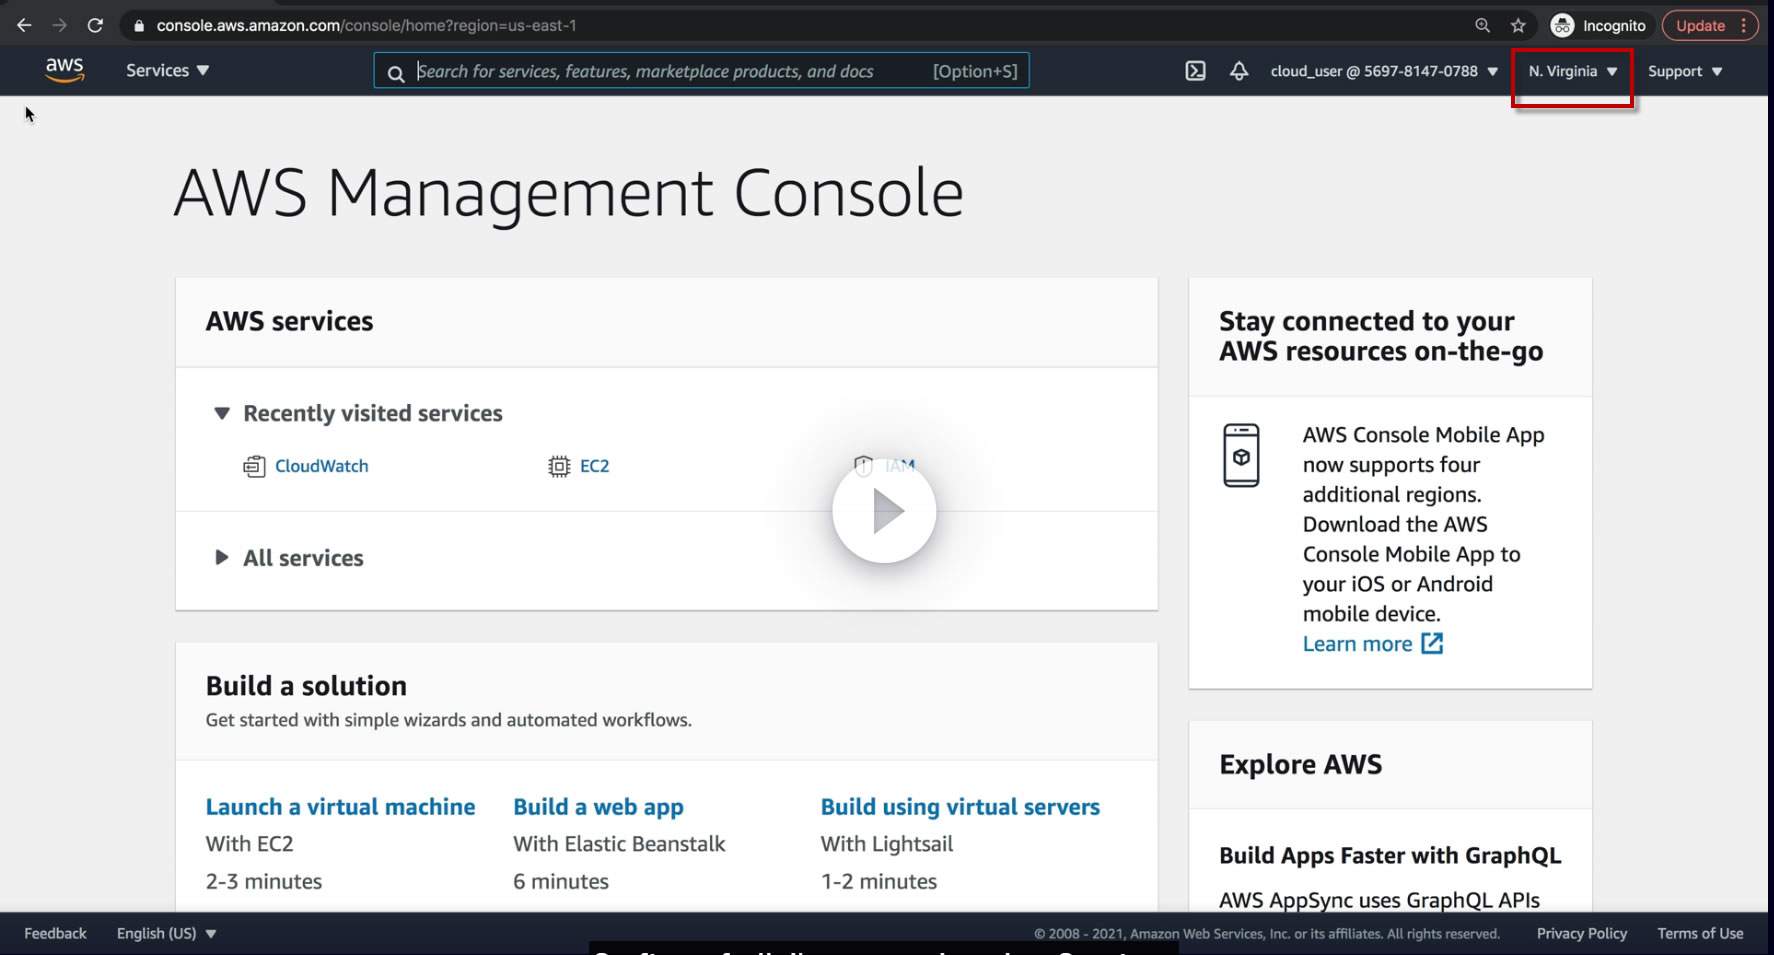 console.aws.amazon.com/console/home?region=us-east-1
Incognito
Update
aws
Services
Search for services, features, marketplace products, and docs
[Option+S]
cloud_user @ 5697-8147-0788
N. Virginia
Support
AWS Management Console
AWS services
Recently visited services
CloudWatch
EC2
IAM
All services
Stay connected to your
AWS resources on-the-go
AWS Console Mobile App
now supports four
additional regions.
Download the AWS
Console Mobile App to
your iOS or Android
mobile device.
Learn more
Build a solution
Get started with simple wizards and automated workflows.
Launch a virtual machine
With EC2
2-3 minutes
Build a web app
With Elastic Beanstalk
6 minutes
Build using virtual servers
With Lightsail
1-2 minutes
Explore AWS
Build Apps Faster with GraphQL
AWS AppSync uses GraphQL APIs
Feedback
English (US)
© 2008 - 2021, Amazon Web Services, Inc. or its affiliates. All rights reserved.
Privacy Policy
Terms of Use